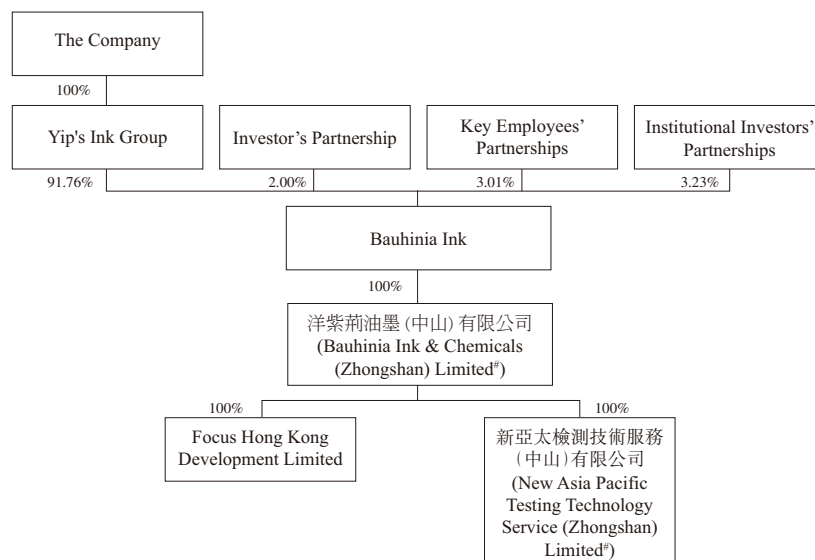 The Company
100%
Yip's Ink Group
Investor’s Partnership
Key Employees’
Partnerships
Institutional Investors’
Partnerships
91.76%
2.00%
3.01%
3.23%
Bauhinia Ink
100%
洋紫荊油墨(中山)有限公司
(Bauhinia Ink & Chemicals
(Zhongshan) Limited#)
100%
100%
Focus Hong Kong
Development Limited
新亞太檢測技術服務
(中山)有限公司
(New Asia Pacific
Testing Technology
Service (Zhongshan)
Limited#)